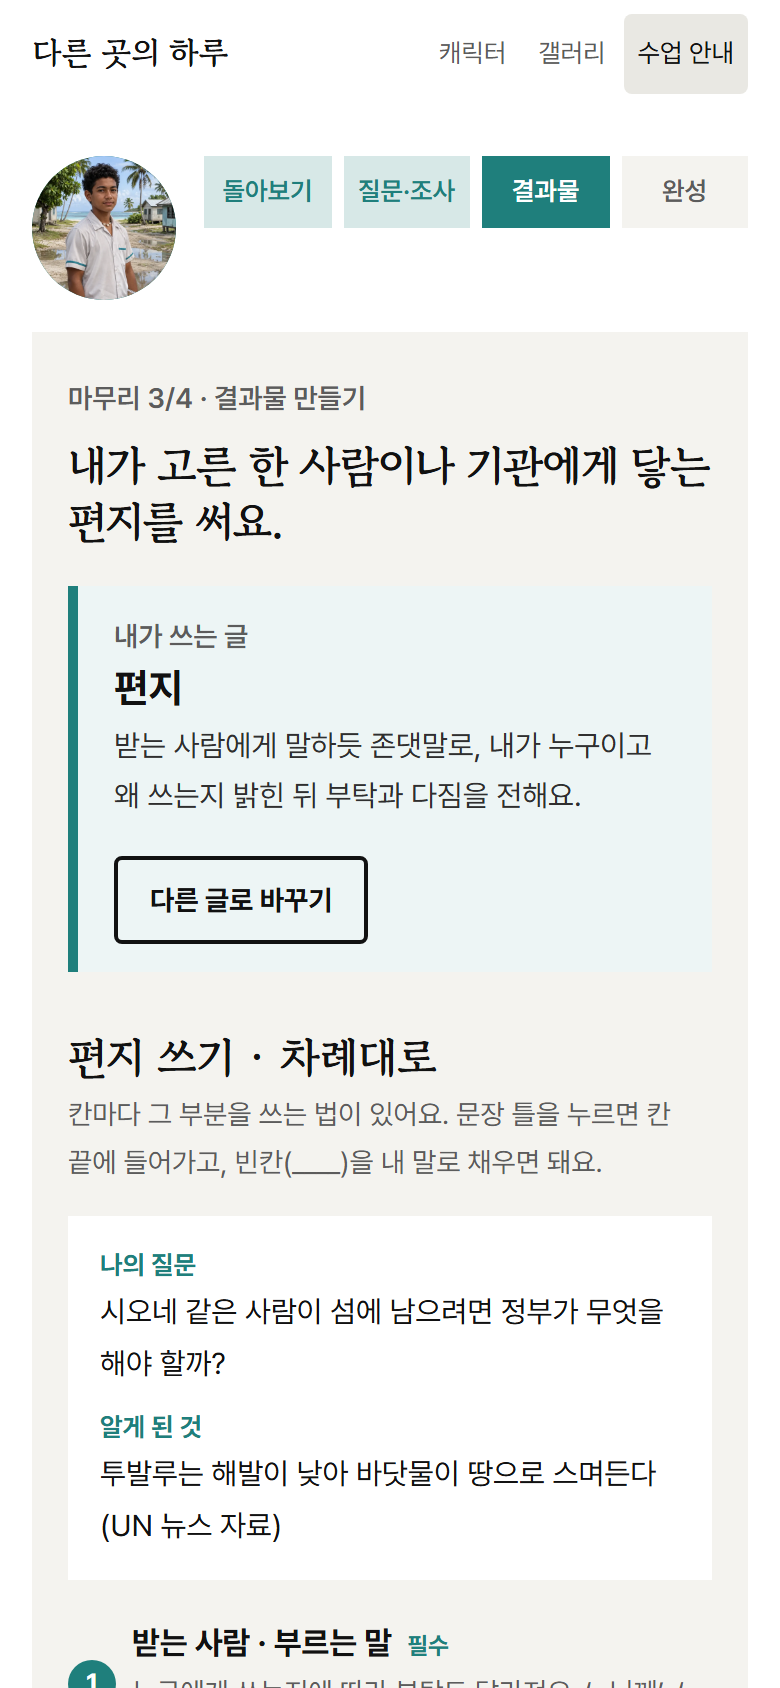 다른 곳의 하루
캐릭터 갤러리 수업 안내
돌아보기 질문·조사 결과물 완성
마무리 3/4 · 결과물 만들기
내가 고른 한 사람이나 기관에게 닿는
편지를 써요.
내가 쓰는 글
편지
받는 사람에게 말하듯 존댓말로, 내가 누구이고
왜 쓰는지 밝힌 뒤 부탁과 다짐을 전해요.
다른 글로 바꾸기
편지 쓰기 · 차례대로
칸마다 그 부분을 쓰는 법이 있어요. 문장 틀을 누르면 칸
끝에 들어가고, 빈칸(____)을 내 말로 채우면 돼요.
나의 질문
시오네 같은 사람이 섬에 남으려면 정부가 무엇을
해야 할까?
알게 된 것
투발루는 해발이 낮아 바닷물이 땅으로 스며든다
(UN 뉴스 자료)
받는 사람 · 부르는 말 필수
1